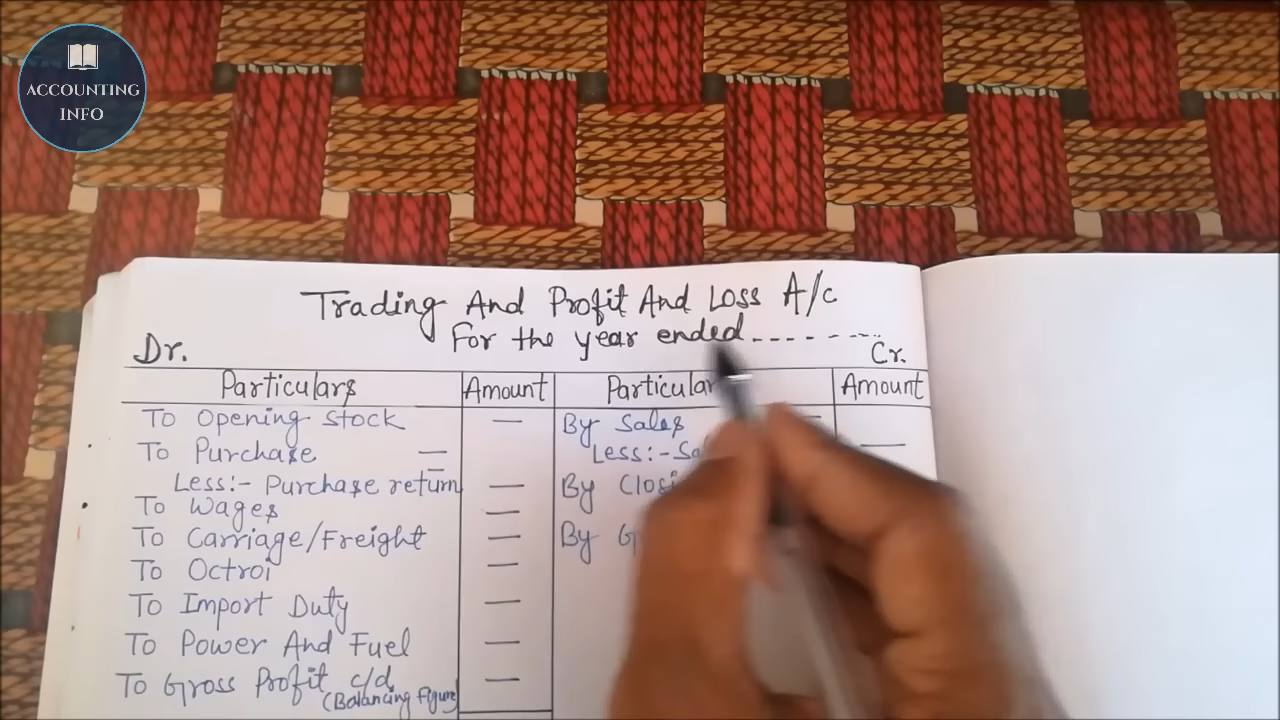 ACCOUNTING
INFO
Trading And Profit And Loss A/c
For the year ended
Dr.
Cr.
Particulars Amount Particular Amount
To Opening stock
By Sales
To Purchase
Less:-
Less:- Purchase return
By
To Wages
To Carriage/Freight
By
To Octroi
To Import Duty
To Power And Fuel
To Gross Profit c/d
(Balancing Figure)